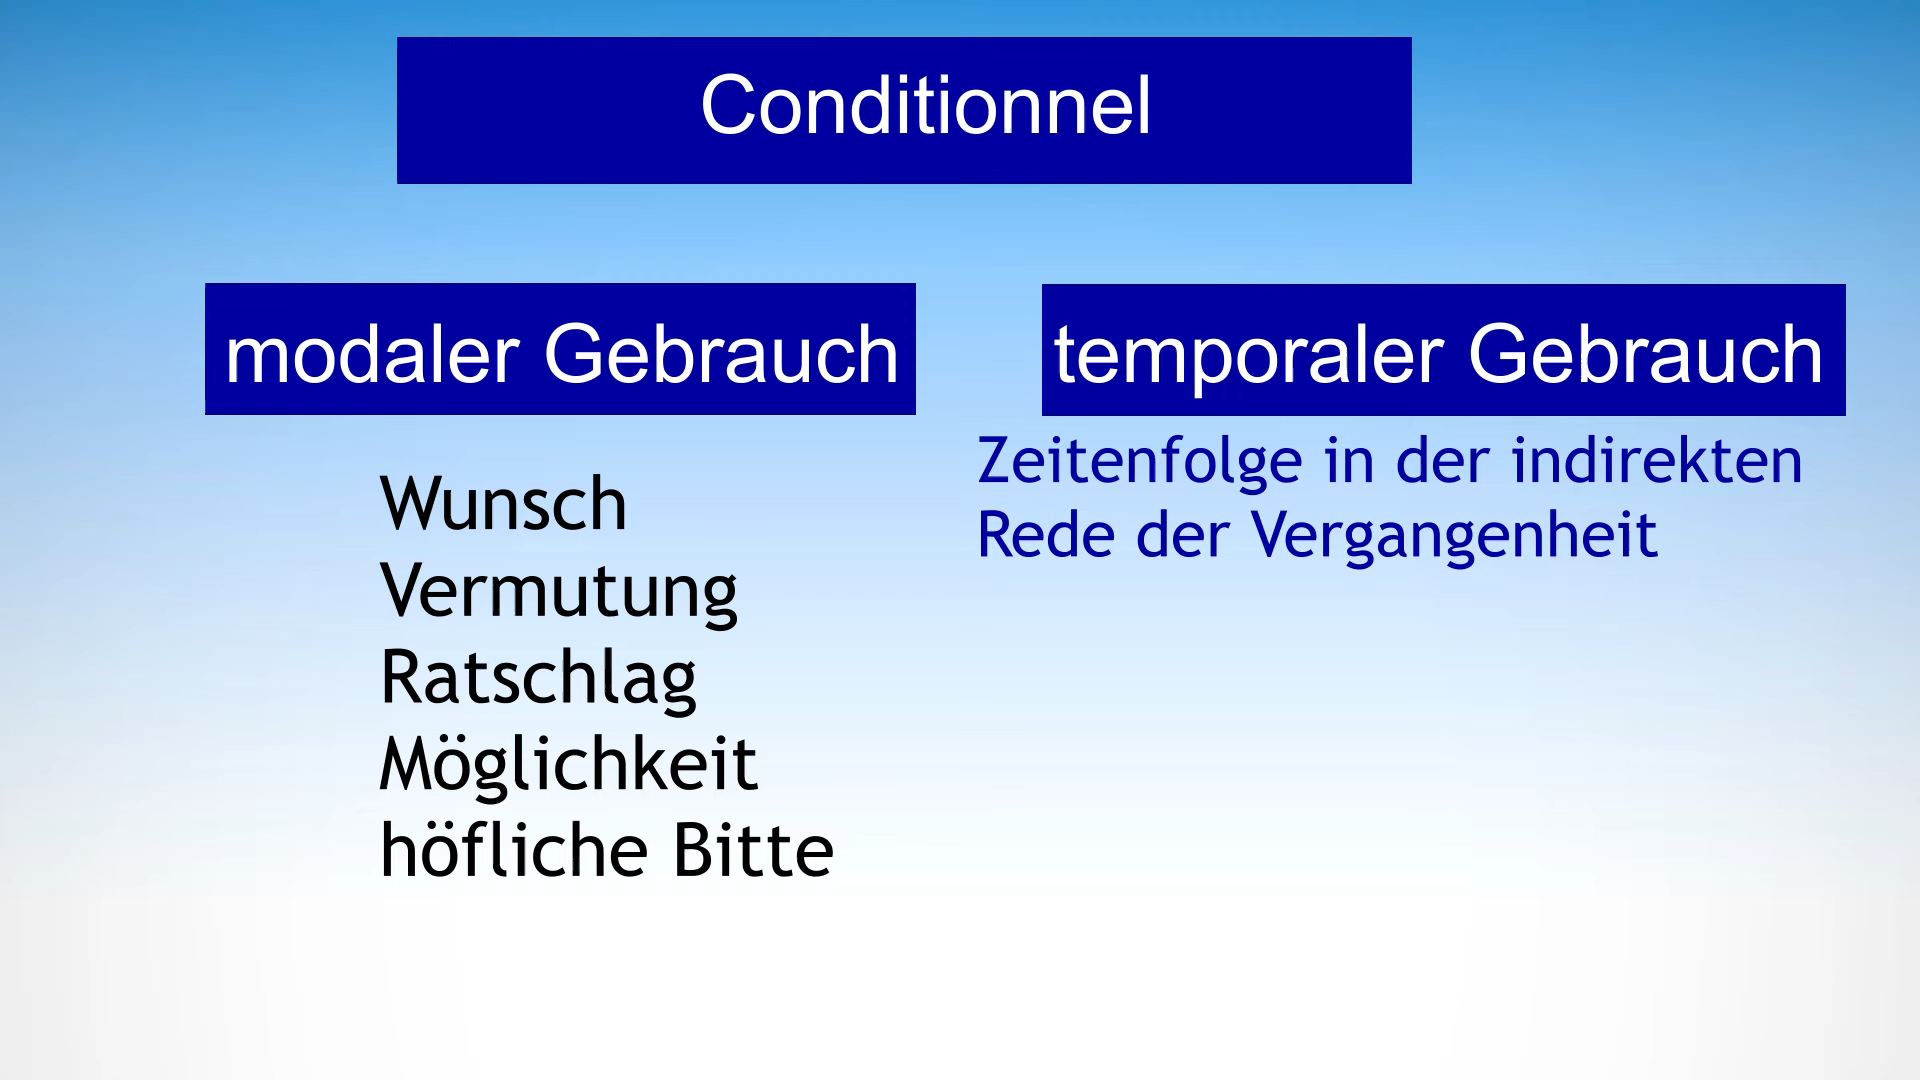 Conditionnel
modaler Gebrauch
Wunsch
Vermutung
Ratschlag
Möglichkeit
höfliche Bitte
temporaler Gebrauch
Zeitenfolge in der indirekten
Rede der Vergangenheit